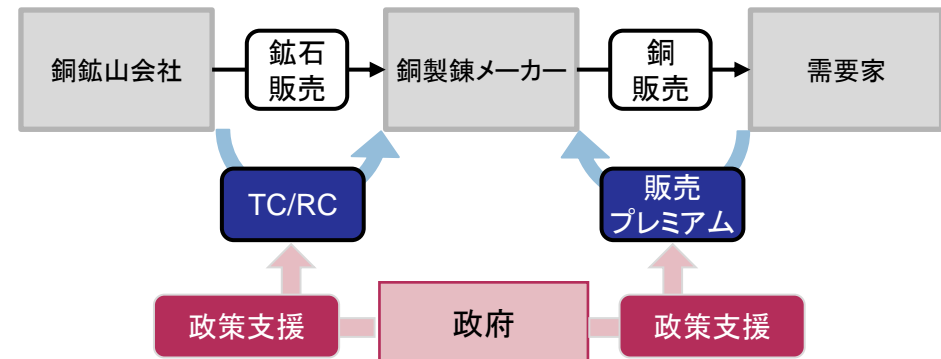 銅鉱山会社
鉱石
販売
銅製錬メーカー
銅
販売
需要家
TC/RC
販売
プレミアム
政策支援
政府
政策支援